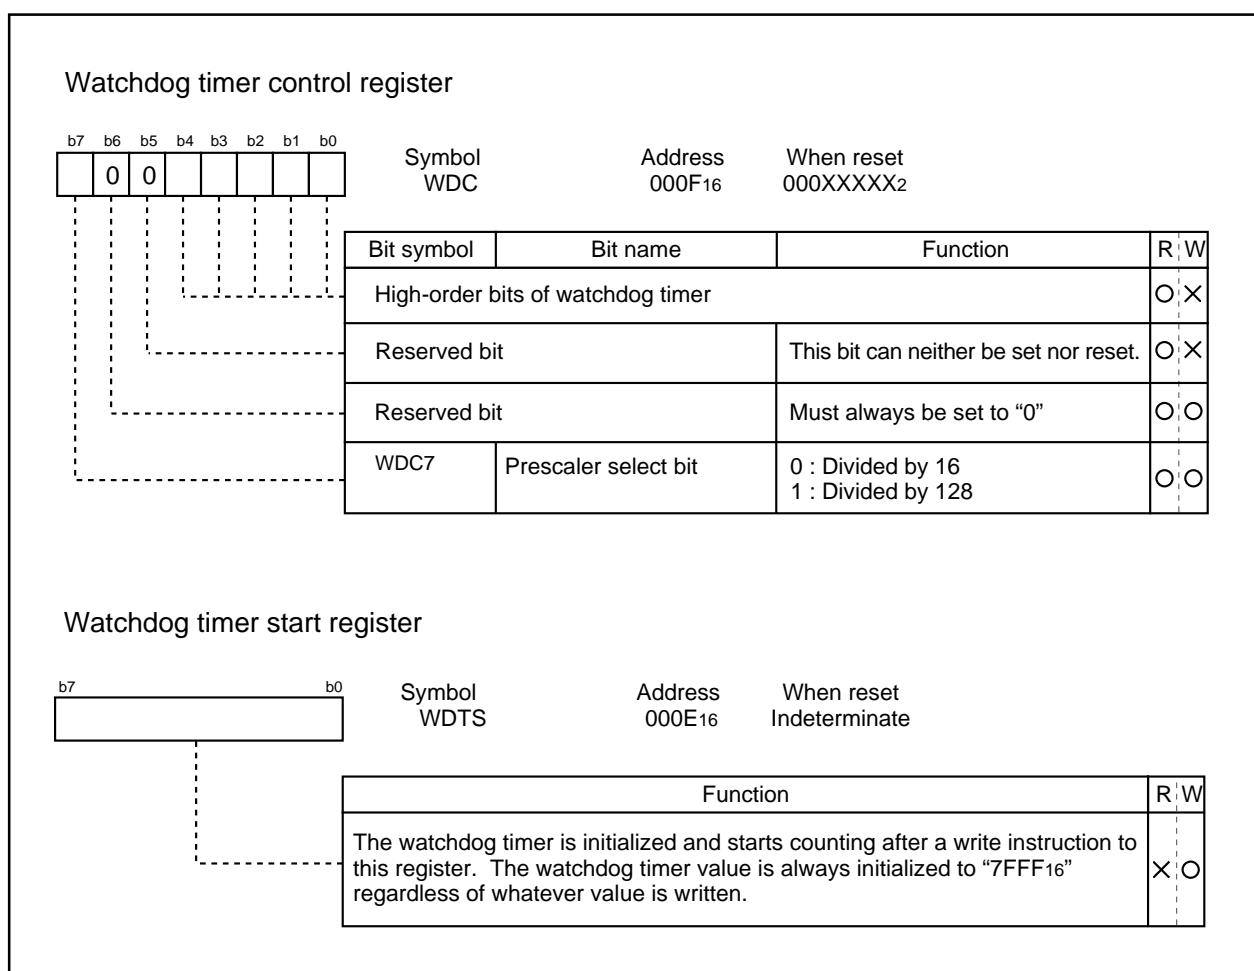 Watchdog timer control register
b7 b6 b5 b4 b3 b2 b1 b0
Symbol Address When reset
0 0 WDC 000F16 000XXXXX2
Bit symbol Bit name Function R W
High-order bits of watchdog timer
Reserved bit This bit can neither be set nor reset.
Reserved bit Must always be set to “0”
WDC7 Prescaler select bit 0 : Divided by 16
1 : Divided by 128
Watchdog timer start register
b7 b0
Symbol Address When reset
WDTS 000E16 Indeterminate
Function R W
The watchdog timer is initialized and starts counting after a write instruction to
this register. The watchdog timer value is always initialized to “7FFF16”
regardless of whatever value is written.